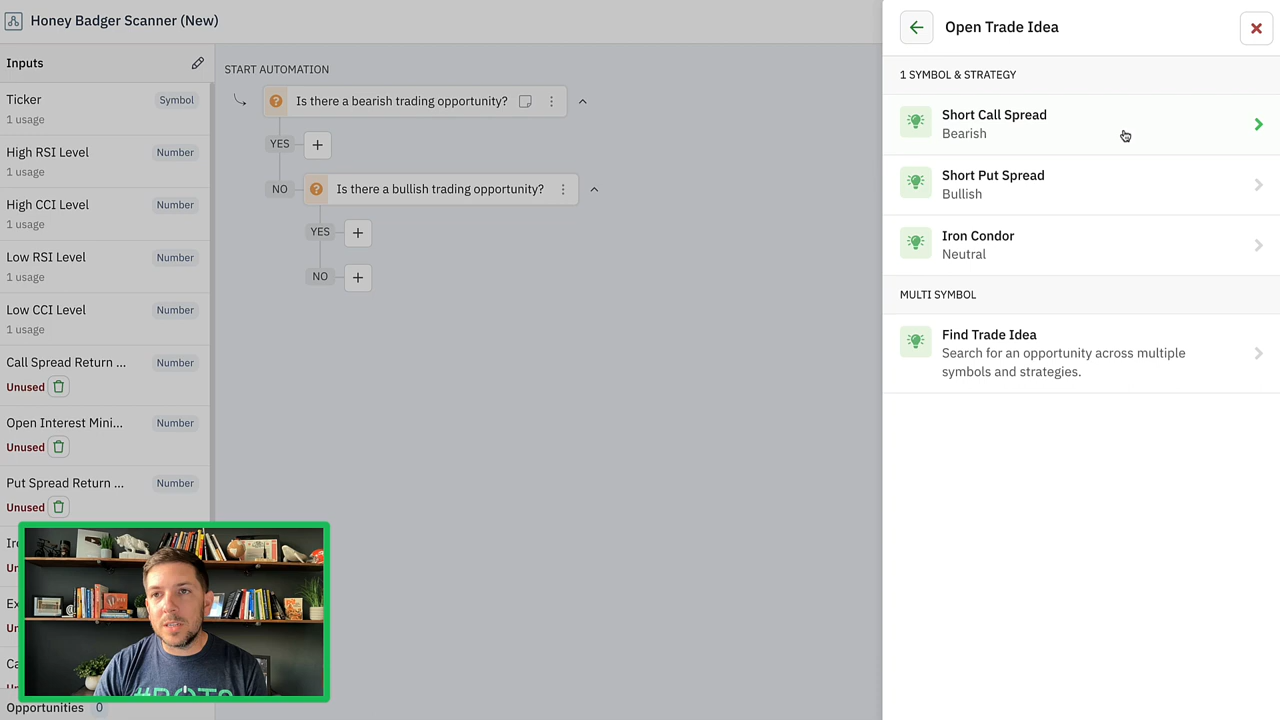 Honey Badger Scanner (New)
Inputs
Ticker
Symbol
1 usage
High RSI Level
Number
1 usage
High CCI Level
Number
1 usage
Low RSI Level
Number
1 usage
Low CCI Level
Number
1 usage
Call Spread Return ...
Number
Unused
Open Interest Mini...
Number
Unused
Put Spread Return ...
Number
Unused
Opportunities 0
START AUTOMATION
Is there a bearish trading opportunity?
YES
NO
Is there a bullish trading opportunity?
YES
NO
Open Trade Idea
1 SYMBOL & STRATEGY
Short Call Spread
Bearish
Short Put Spread
Bullish
Iron Condor
Neutral
MULTI SYMBOL
Find Trade Idea
Search for an opportunity across multiple
symbols and strategies.